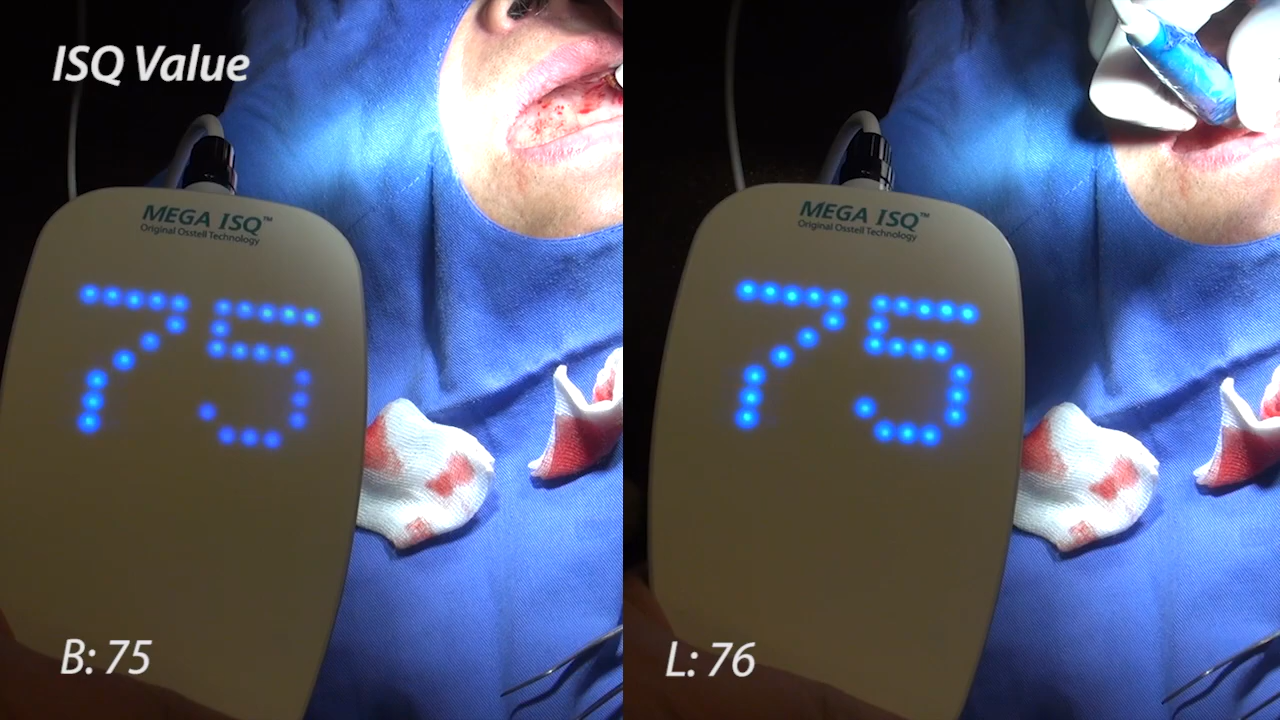 ISQ Value
MEGA ISQ™
Original Osstell Technology
75
B: 75
MEGA ISQ™
Original Osstell Technology
75
L: 76